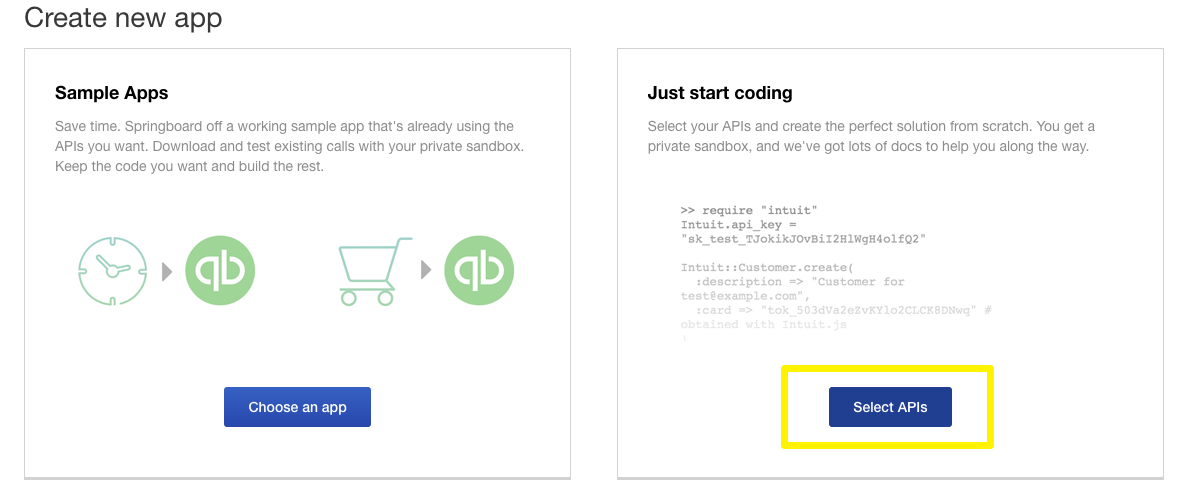 Create new app
Sample Apps
Save time. Springboard off a working sample app that's already using the
APIs you want. Download and test existing calls with your private sandbox.
Keep the code you want and build the rest.
qb
qb
Choose an app
Just start coding
Select your APIs and create the perfect solution from scratch. You get a
private sandbox, and we've got lots of docs to help you along the way.
>> require "intuit"
Intuit.api_key =
"sk_test_TJokikJOvBiI2HlWgH4olfQ2"
Intuit::Customer.create(
:description => "Customer for
test@example.com",
:card => "tok_503dVa2eZvKYlo2CLCK8DNwq" #
obtained with Intuit.js
)
Select APIs